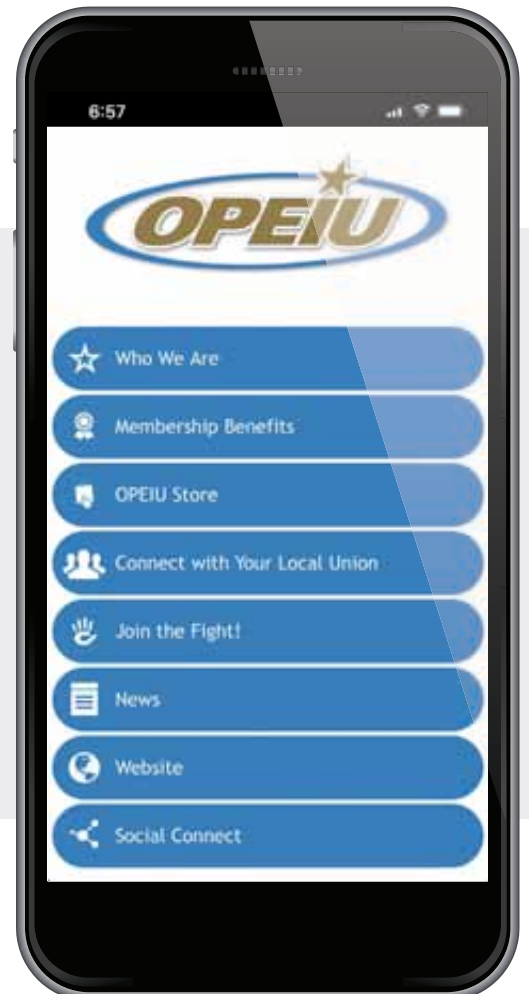 6:57
OPEIU
Who We Are
Membership Benefits
OPEIU Store
Connect with Your Local Union
Join the Fight!
News
Website
Social Connect